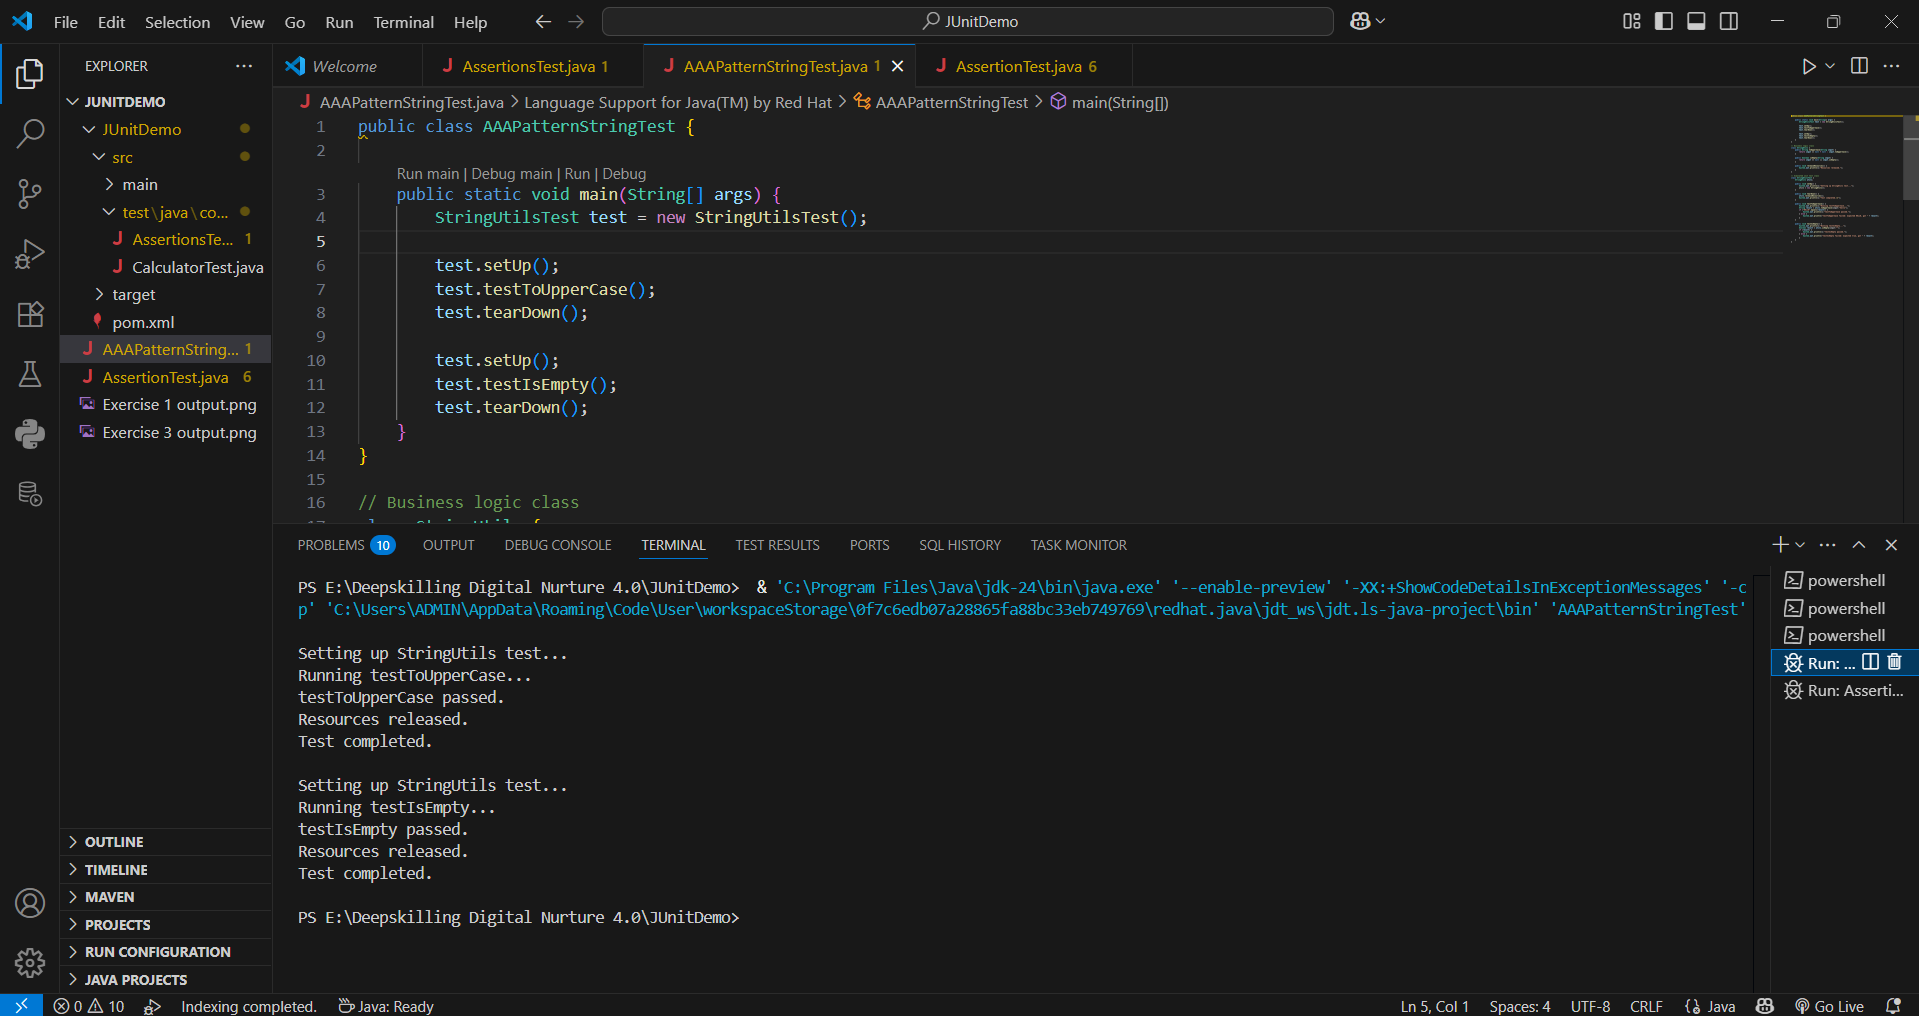 File Edit Selection View Go Run Terminal Help
JUnitDemo
EXPLORER
JUNITDEMO
JUnitDemo
src
main
test\java\co...
AssertionsTe... 1
CalculatorTest.java
target
pom.xml
AAAPatternString... 1
AssertionTest.java 6
Exercise 1 output.png
Exercise 3 output.png
OUTLINE
TIMELINE
MAVEN
PROJECTS
RUN CONFIGURATION
JAVA PROJECTS
Welcome AssertionsTest.java 1 AAAPatternStringTest.java 1 AssertionTest.java 6
AAAPatternStringTest.java > Language Support for Java(TM) by Red Hat > AAAPatternStringTest > main(String[])
1 public class AAAPatternStringTest {
2
Run main | Debug main | Run | Debug
3 public static void main(String[] args) {
4 StringUtilsTest test = new StringUtilsTest();
5
6 test.setUp();
7 test.testToUpperCase();
8 test.tearDown();
9
10 test.setUp();
11 test.testIsEmpty();
12 test.tearDown();
13 }
14 }
15
16 // Business logic class
PROBLEMS 10 OUTPUT DEBUG CONSOLE TERMINAL TEST RESULTS PORTS SQL HISTORY TASK MONITOR
PS E:\Deepskilling Digital Nurture 4.0\JUnitDemo> & 'C:\Program Files\Java\jdk-24\bin\java.exe' '--enable-preview' '-XX:+ShowCodeDetailsInExceptionMessages' '-c
p' 'C:\Users\ADMIN\AppData\Roaming\Code\User\workspaceStorage\0f7c6edb07a28865fa88bc33eb749769\redhat.java\jdt_ws\jdt.ls-java-project\bin' 'AAAPatternStringTest'
Setting up StringUtils test...
Running testToUpperCase...
testToUpperCase passed.
Resources released.
Test completed.
Setting up StringUtils test...
Running testIsEmpty...
testIsEmpty passed.
Resources released.
Test completed.
PS E:\Deepskilling Digital Nurture 4.0\JUnitDemo>
powershell
powershell
powershell
Run: ...
Run: Asserti...
0 10 Indexing completed. Java: Ready
Ln 5, Col 1 Spaces: 4 UTF-8 CRLF Java Go Live